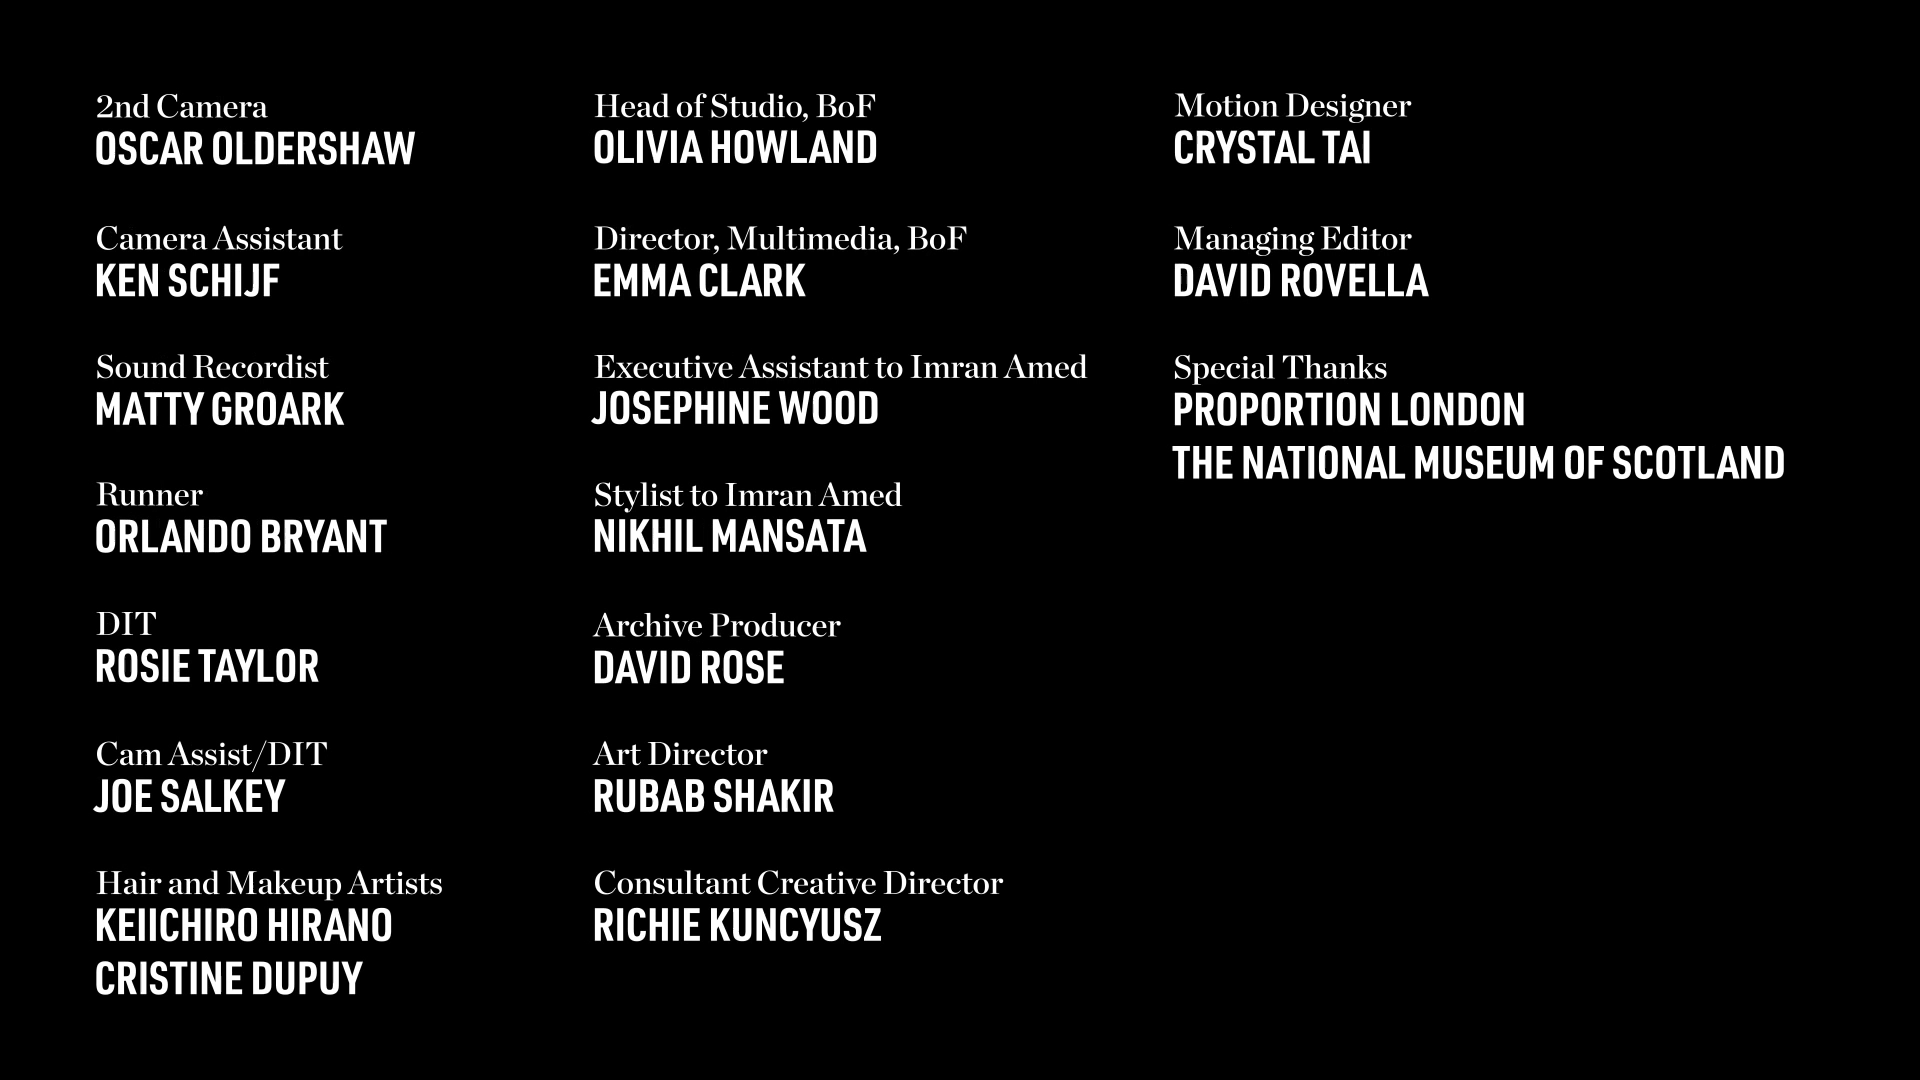 2nd Camera
OSCAR OLDERSHAW
Camera Assistant
KEN SCHIJF
Sound Recordist
MATTY GROARK
Runner
ORLANDO BRYANT
DIT
ROSIE TAYLOR
Cam Assist/DIT
JOE SALKEY
Hair and Makeup Artists
KEIICHIRO HIRANO
CRISTINE DUPUY
Head of Studio, BoF
OLIVIA HOWLAND
Director, Multimedia, BoF
EMMA CLARK
Executive Assistant to Imran Amed
JOSEPHINE WOOD
Stylist to Imran Amed
NIKHIL MANSATA
Archive Producer
DAVID ROSE
Art Director
RUBAB SHAKIR
Consultant Creative Director
RICHIE KUNCYUSZ
Motion Designer
CRYSTAL TAI
Managing Editor
DAVID ROVELLA
Special Thanks
PROPORTION LONDON
THE NATIONAL MUSEUM OF SCOTLAND